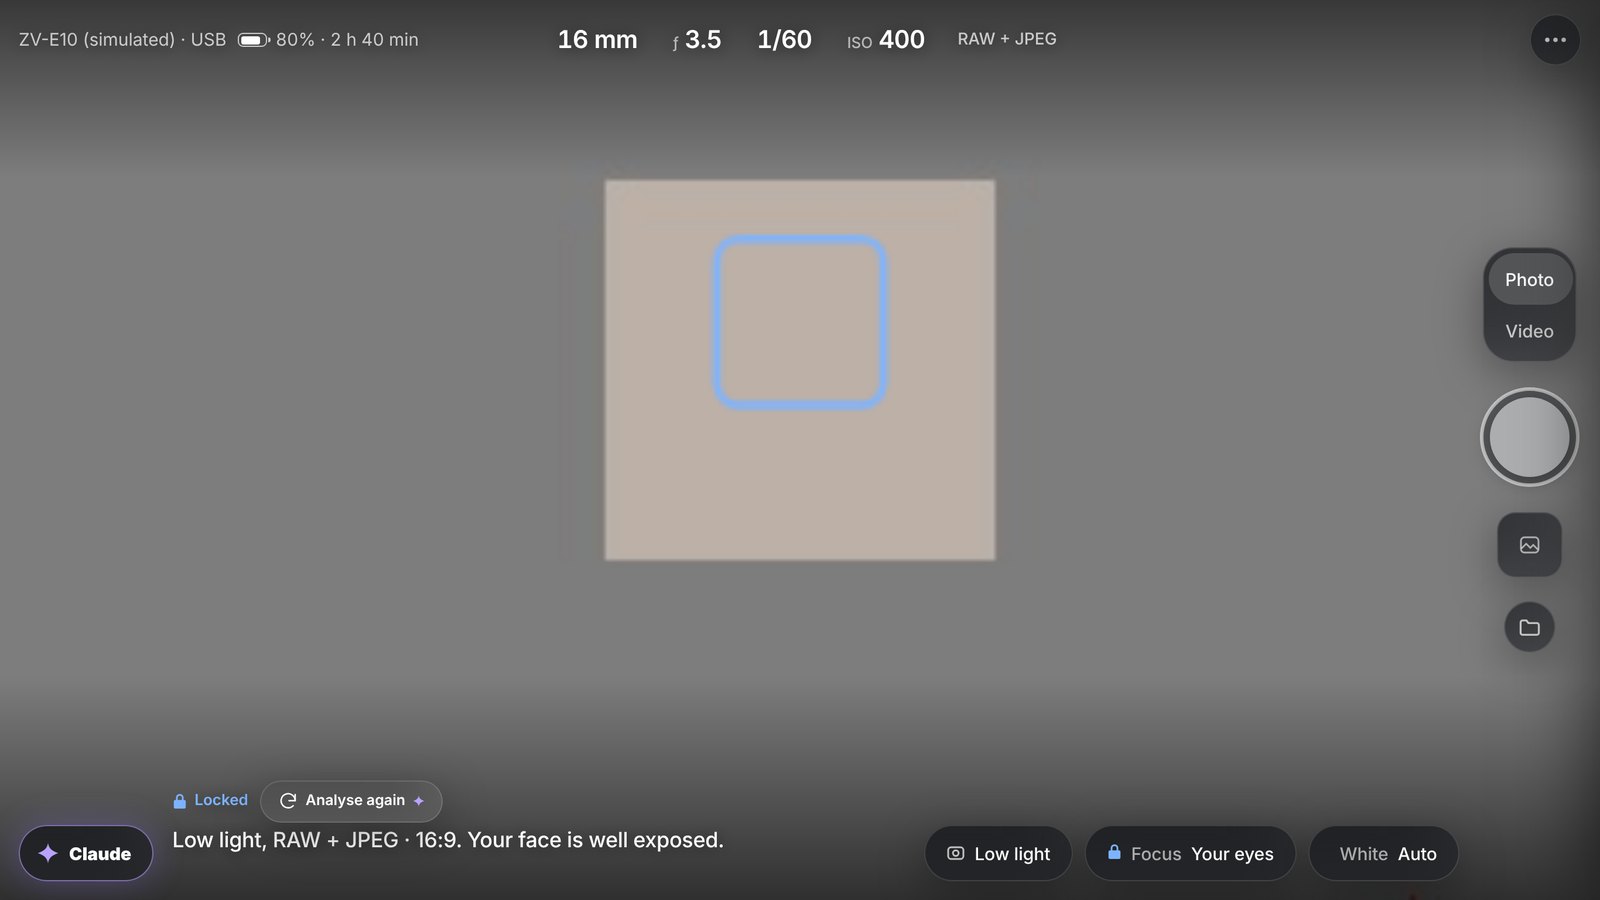 ZV-E10 (simulated) · USB 80% · 2 h 40 min
16 mm ƒ 3.5 1/60 ISO 400 RAW + JPEG
Photo
Video
Locked
Analyse again
Low light, RAW + JPEG · 16:9. Your face is well exposed.
Claude
Low light
Focus Your eyes
White Auto